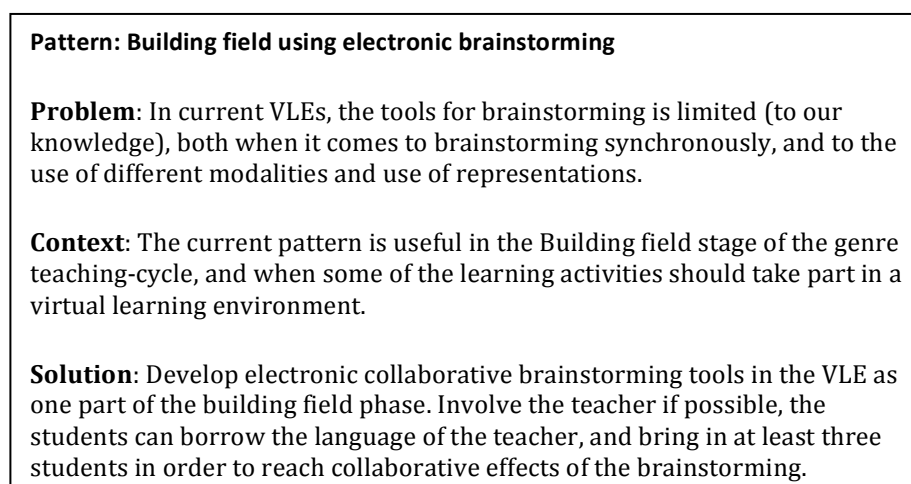 Pattern: Building field using electronic brainstorming
Problem: In current VLEs, the tools for brainstorming is limited (to our
knowledge), both when it comes to brainstorming synchronously, and to the
use of different modalities and use of representations.
Context: The current pattern is useful in the Building field stage of the genre
teaching-cycle, and when some of the learning activities should take part in a
virtual learning environment.
Solution: Develop electronic collaborative brainstorming tools in the VLE as
one part of the building field phase. Involve the teacher if possible, the
students can borrow the language of the teacher, and bring in at least three
students in order to reach collaborative effects of the brainstorming.